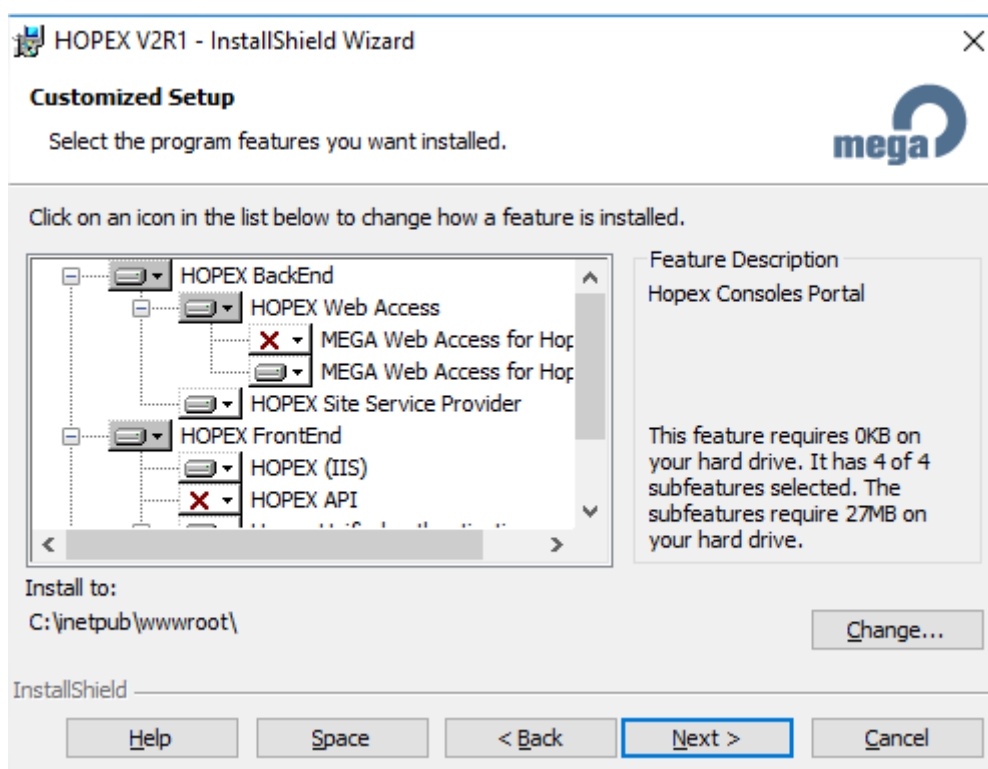 HOPEX V2R1 - InstallShield Wizard
Customized Setup
Select the program features you want installed.
mega
Click on an icon in the list below to change how a feature is installed.
HOPEX BackEnd
HOPEX Web Access
MEGA Web Access for Hop
MEGA Web Access for Hop
HOPEX Site Service Provider
HOPEX FrontEnd
HOPEX (IIS)
HOPEX API
Feature Description
Hopex Consoles Portal
This feature requires 0KB on
your hard drive. It has 4 of 4
subfeatures selected. The
subfeatures require 27MB on
your hard drive.
Install to:
C:\inetpub\wwwroot\
Change...
InstallShield
Help
Space
< Back
Next >
Cancel